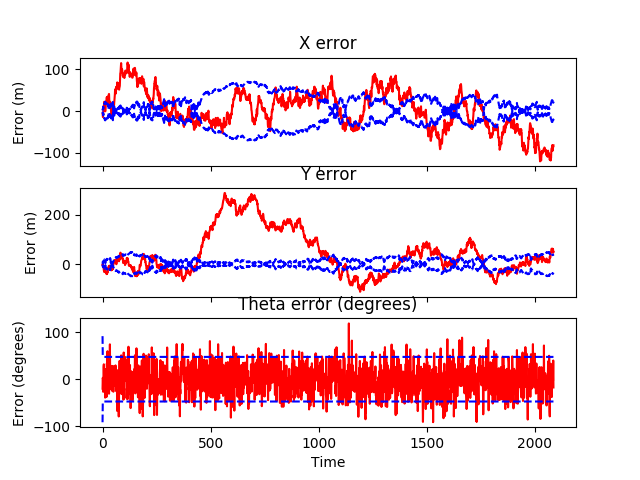 X error
100
0
−100
Error (m)
Y error
200
0
Error (m)
Theta error (degrees)
100
0
−100
Error (degrees)
0 500 1000 1500 2000
Time